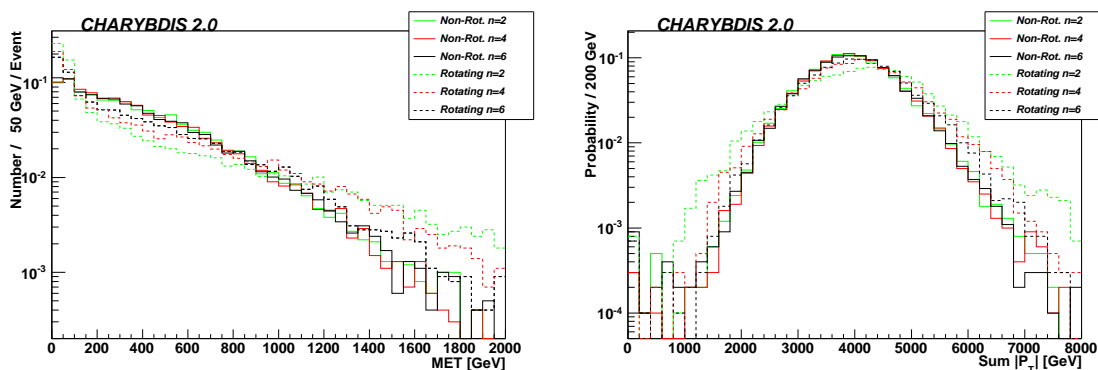 CHARYBDIS 2.0
Non-Rot. n=2
Non-Rot. n=4
Non-Rot. n=6
Rotating n=2
Rotating n=4
Rotating n=6
Number / 50 GeV / Event
10⁻¹
10⁻²
10⁻³
0 200 400 600 800 1000 1200 1400 1600 1800 2000
MET [GeV]
CHARYBDIS 2.0
Non-Rot. n=2
Non-Rot. n=4
Non-Rot. n=6
Rotating n=2
Rotating n=4
Rotating n=6
Probability / 200 GeV
10⁻¹
10⁻²
10⁻³
10⁻⁴
0 1000 2000 3000 4000 5000 6000 7000 8000
Sum |P_T| [GeV]